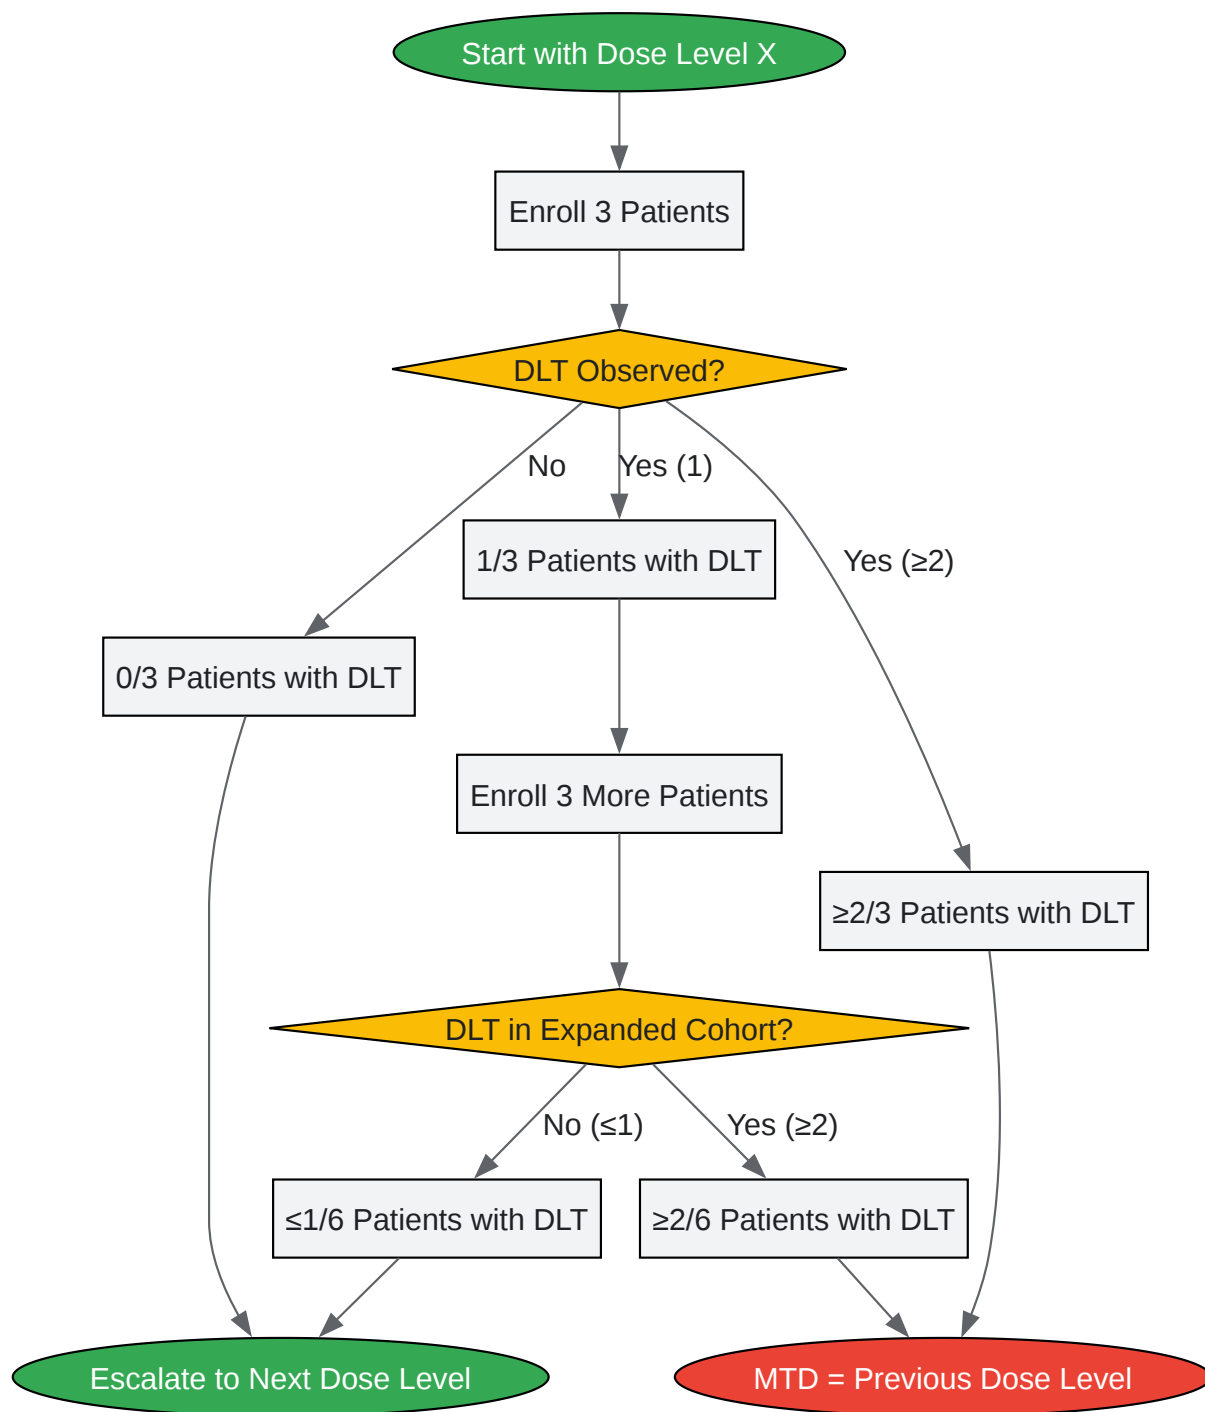 Start with Dose Level X
Enroll 3 Patients
DLT Observed?
No
Yes (1)
Yes (≥2)
1/3 Patients with DLT
0/3 Patients with DLT
Enroll 3 More Patients
≥2/3 Patients with DLT
DLT in Expanded Cohort?
No (≤1)
Yes (≥2)
≤1/6 Patients with DLT
≥2/6 Patients with DLT
Escalate to Next Dose Level
MTD = Previous Dose Level